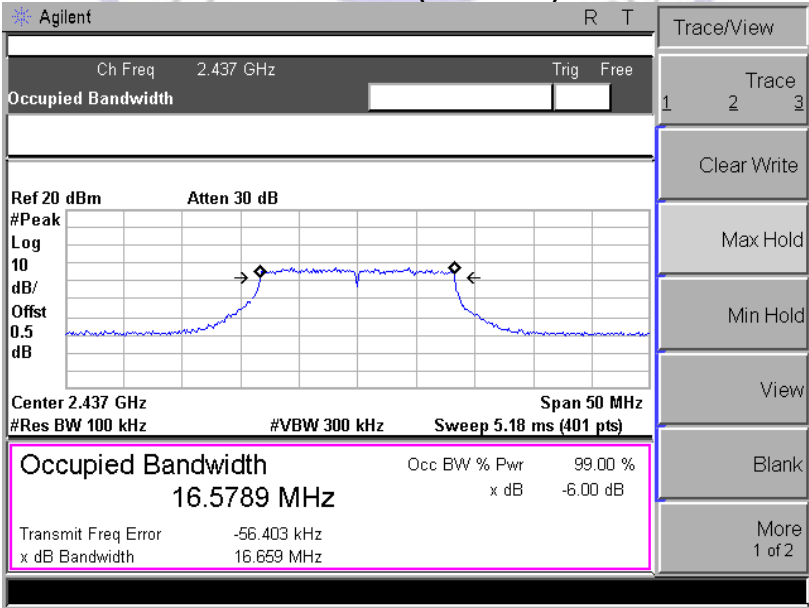 Agilent R T
Trace/View
Ch Freq 2.437 GHz Trig Free
Occupied Bandwidth
Trace
1 2 3
Clear Write
Max Hold
Min Hold
View
Blank
More
1 of 2
Ref 20 dBm Atten 30 dB
#Peak
Log
10
dB/
Offst
0.5
dB
Center 2.437 GHz Span 50 MHz
#Res BW 100 kHz #VBW 300 kHz Sweep 5.18 ms (401 pts)
Occupied Bandwidth Occ BW % Pwr 99.00 %
16.5789 MHz x dB -6.00 dB
Transmit Freq Error -56.403 kHz
x dB Bandwidth 16.659 MHz